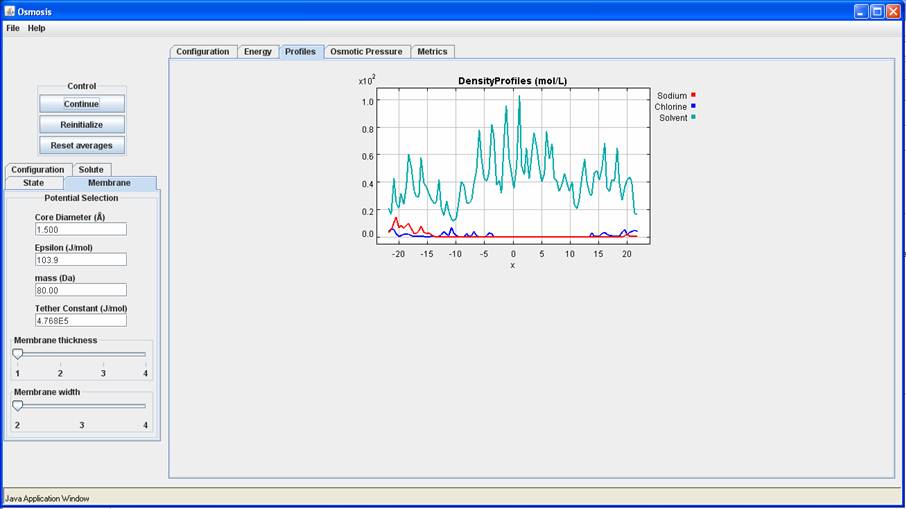 Osmosis
File Help
Configuration Energy Profiles Osmotic Pressure Metrics
Control
Continue
Reinitialize
Reset averages
Configuration Solute
State Membrane
Potential Selection
Core Diameter (Å)
1.500
Epsilon (J/mol)
103.9
mass (Da)
80.00
Tether Constant (J/mol)
4.768E5
Membrane thickness
1 2 3 4
Membrane width
2 3 4
x10²
DensityProfiles (mol/L)
1.0
0.8
0.6
0.4
0.2
0.0
-20 -15 -10 -5 0 5 10 15 20
x
Sodium
Chlorine
Solvent
Java Application Window